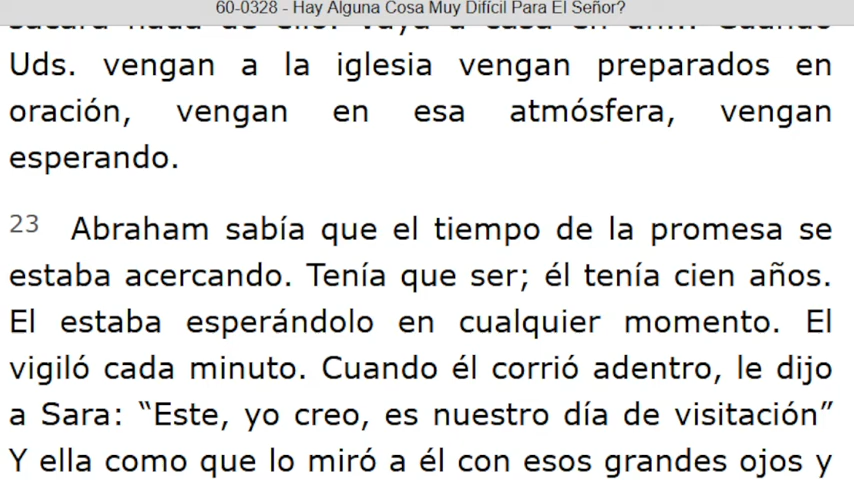 60-0328 - Hay Alguna Cosa Muy Difícil Para El Señor?
Uds. vengan a la iglesia vengan preparados en
oración, vengan en esa atmósfera, vengan
esperando.
23 Abraham sabía que el tiempo de la promesa se
estaba acercando. Tenía que ser; él tenía cien años.
El estaba esperándolo en cualquier momento. El
vigiló cada minuto. Cuando él corrió adentro, le dijo
a Sara: “Este, yo creo, es nuestro día de visitación”
Y ella como que lo miró a él con esos grandes ojos y